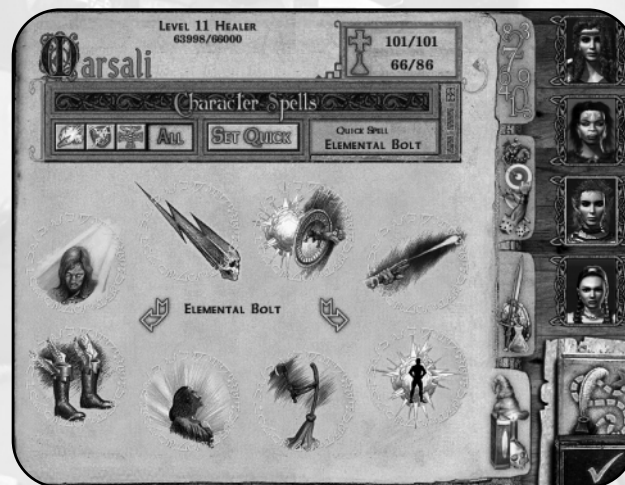 LEVEL 11 HEALER
63998/66000
Marsali
101/101
66/86
Character Spells
ALL
SET QUICK
QUICK SPELL
ELEMENTAL BOLT
ELEMENTAL BOLT